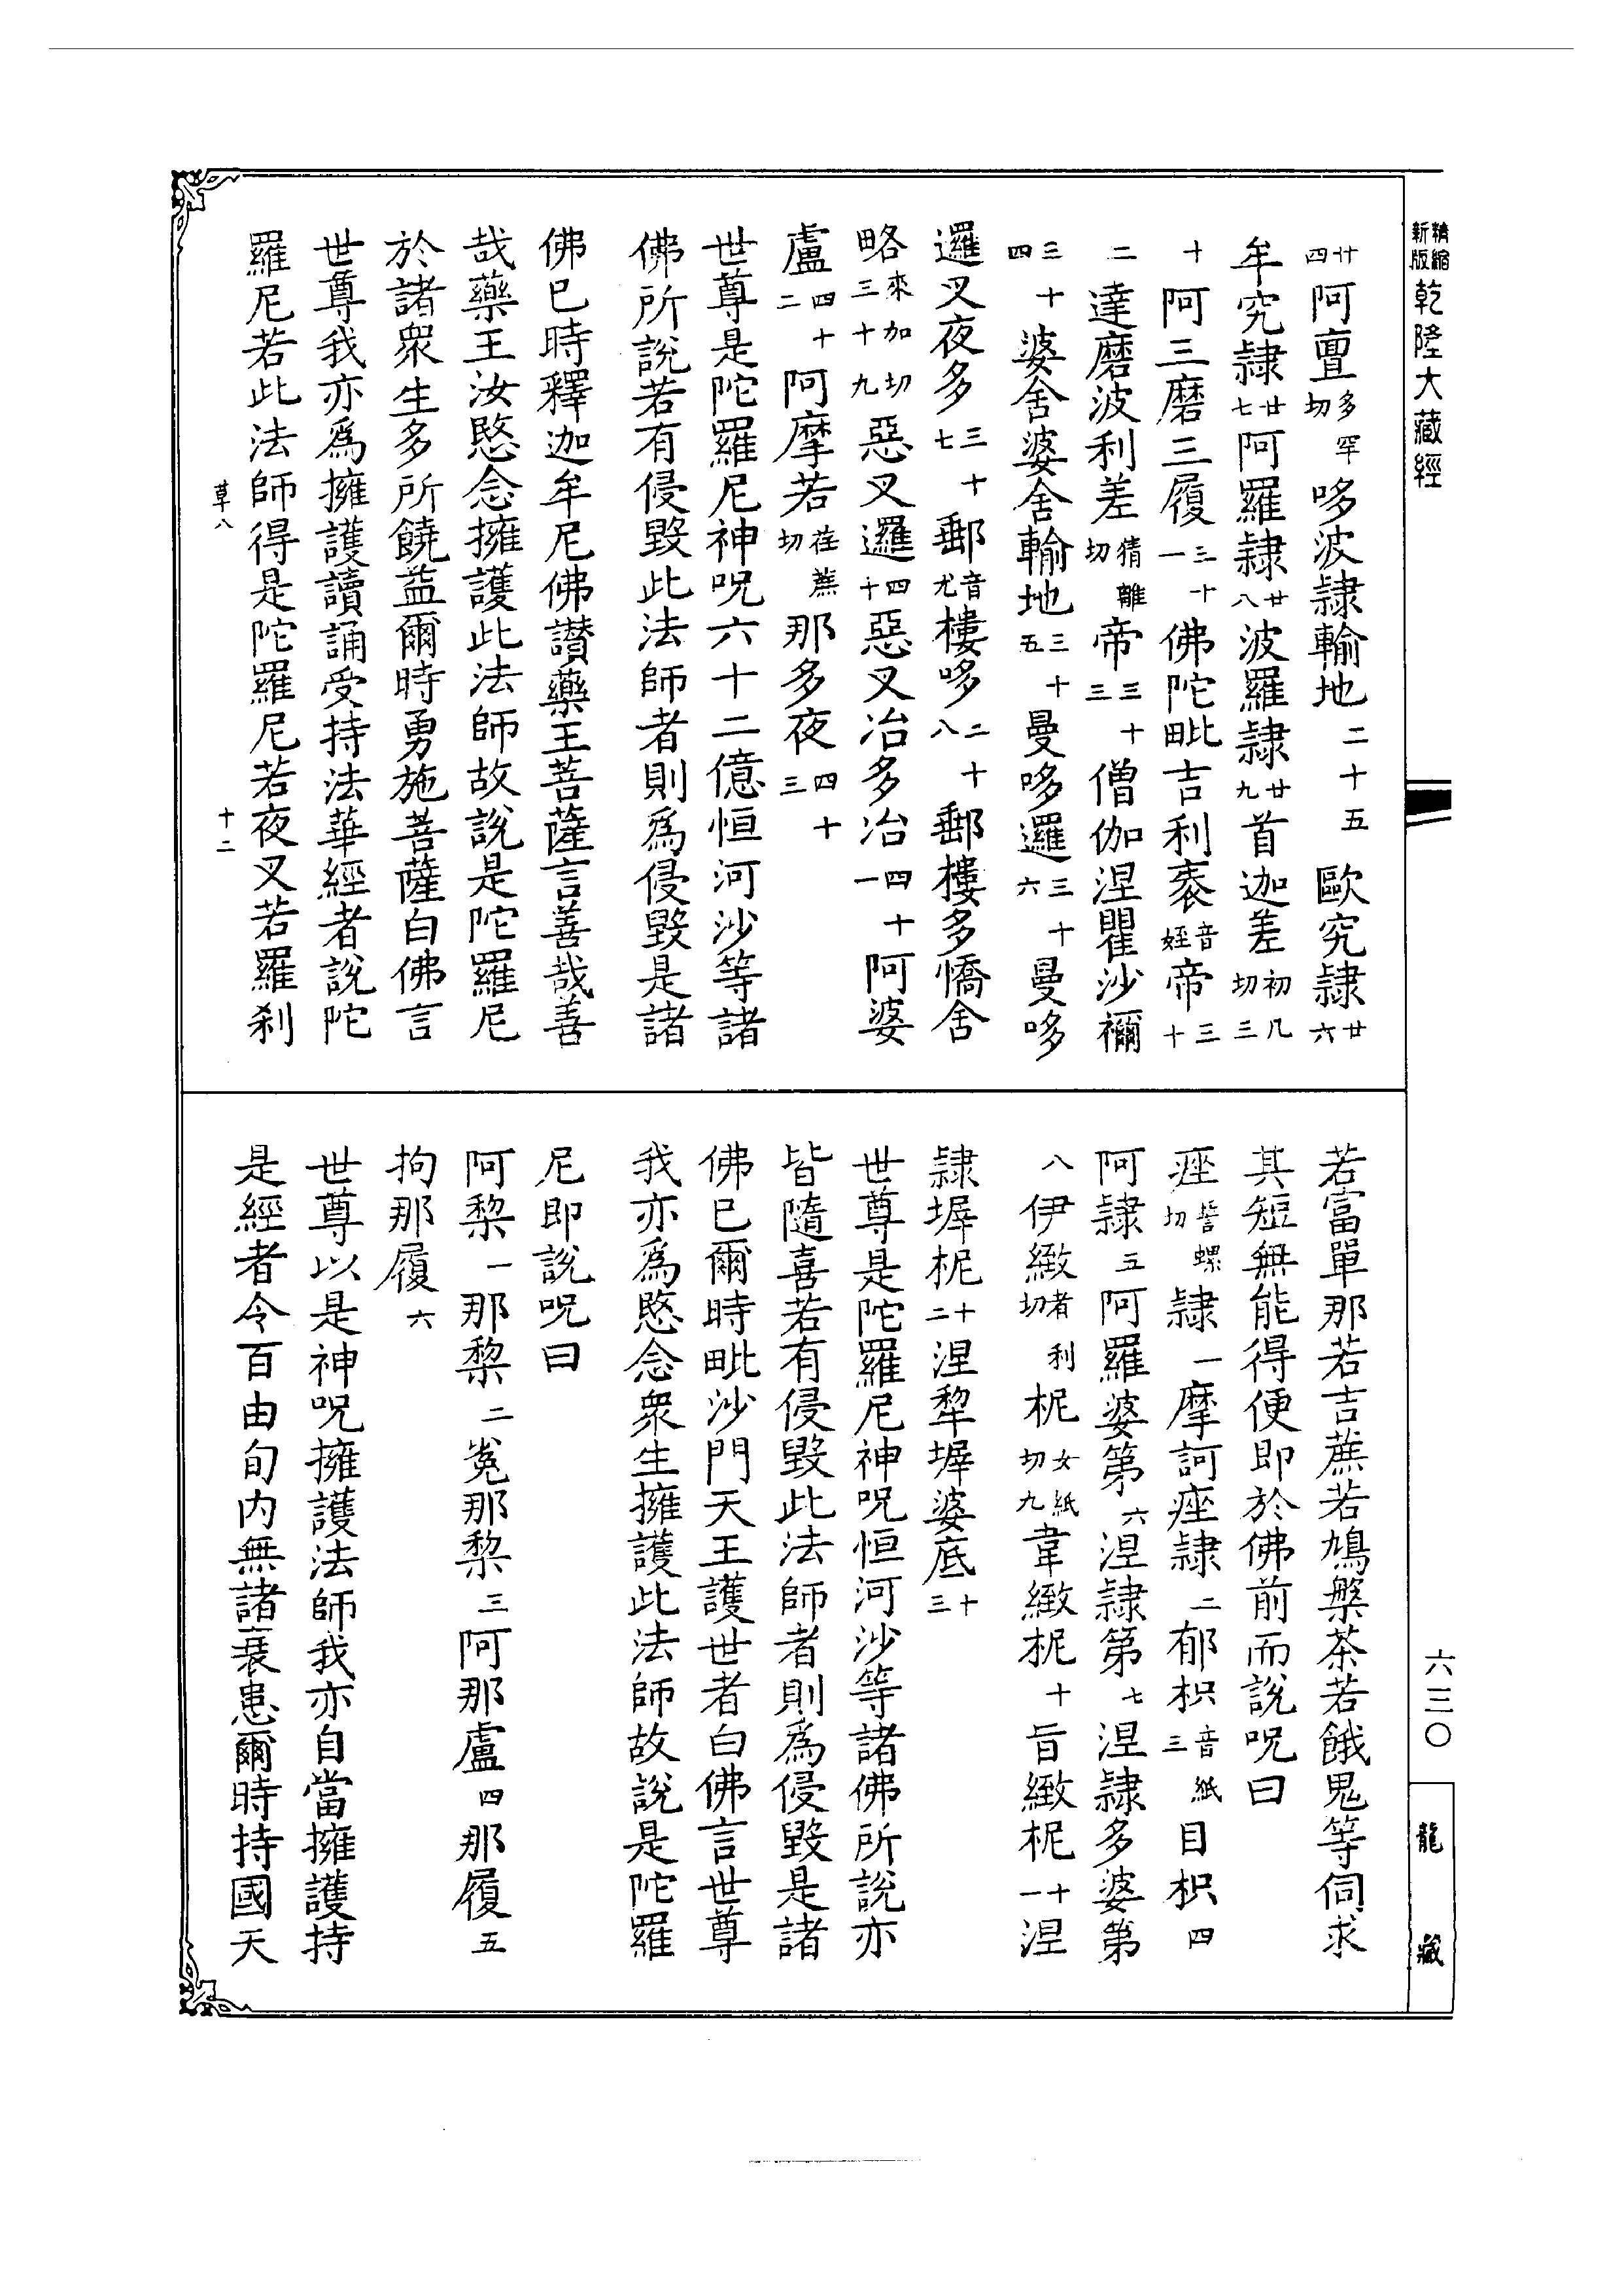 新版精縮乾隆大藏經
廿四阿亶多罕切哆波隸輸地二十五歐究隸廿六
牟究隸廿七阿羅隸廿八波羅隸廿九首迦差初几切三
十阿三磨三履三十一佛陀毗吉利袠音姪帝三十
二達磨波利差猜離切帝三十三僧伽涅瞿沙禰
三十四婆舍婆舍輸地三十五曼哆邏三十六曼哆
邏叉夜多三十七郵音尤樓哆二十八郵樓多憍舍
略來加切三十九惡叉邏四十惡叉冶多冶四十一阿婆
盧四十二阿摩若荏蔗切那多夜四十三
世尊是陀羅尼神呪六十二億恒河沙等諸
佛所說若有侵毀此法師者則為侵毀是諸
佛已時釋迦牟尼佛讚藥王菩薩言善哉善
哉藥王汝愍念擁護此法師故說是陀羅尼
於諸衆生多所饒益爾時勇施菩薩白佛言
世尊我亦為擁護讀誦受持法華經者說陀
羅尼若此法師得是陀羅尼若夜叉若羅剎
草八 十二
若富單那若吉蔗若鳩槃茶若餓鬼等伺求
其短無能得便即於佛前而說呪曰
痤誓螺切隸一摩訶痤隸二郁枳音紙三目枳四
阿隸五阿羅婆第六涅隸第七涅隸多婆第
八伊緻者利切柅女紙切九韋緻柅十旨緻柅十一涅
隸墀柅十二涅犂墀婆底十三
世尊是陀羅尼神呪恒河沙等諸佛所說亦
皆隨喜若有侵毀此法師者則為侵毀是諸
佛已爾時毗沙門天王護世者白佛言世尊
我亦為愍念衆生擁護此法師故說是陀羅
尼即說呪曰
阿黎一那黎二㝹那黎三阿那盧四那履五
拘那履六
世尊以是神呪擁護法師我亦自當擁護持
是經者令百由旬內無諸衰患爾時持國天
六三〇
龍藏